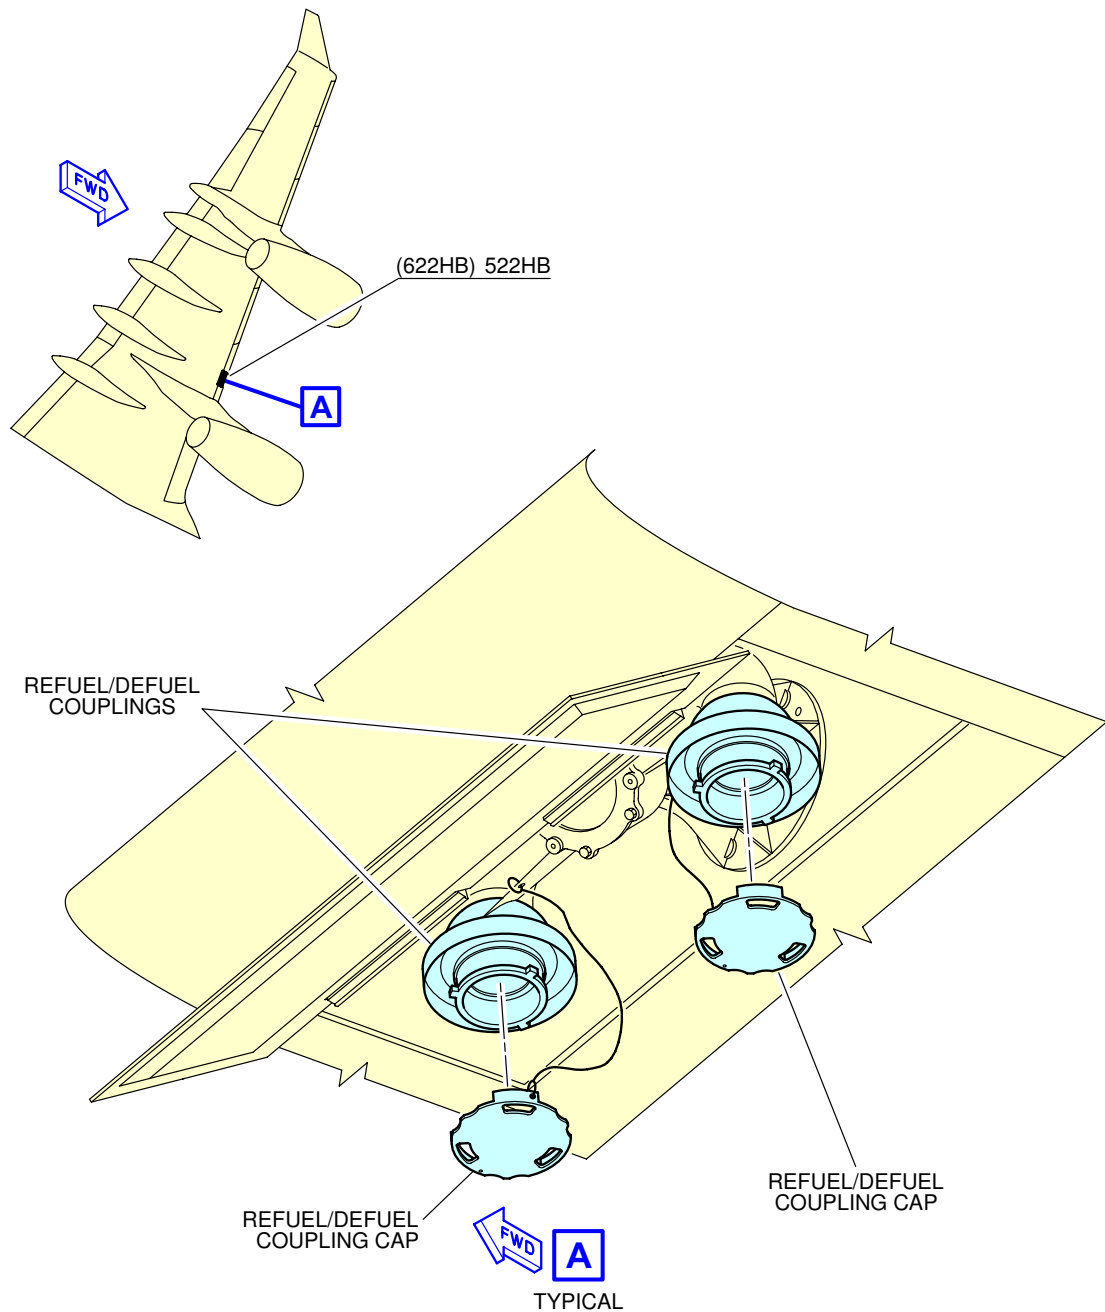 FWD
(622HB) 522HB
A
REFUEL/DEFUEL
COUPLINGS
REFUEL/DEFUEL
COUPLING CAP
REFUEL/DEFUEL
COUPLING CAP
FWD
A
TYPICAL